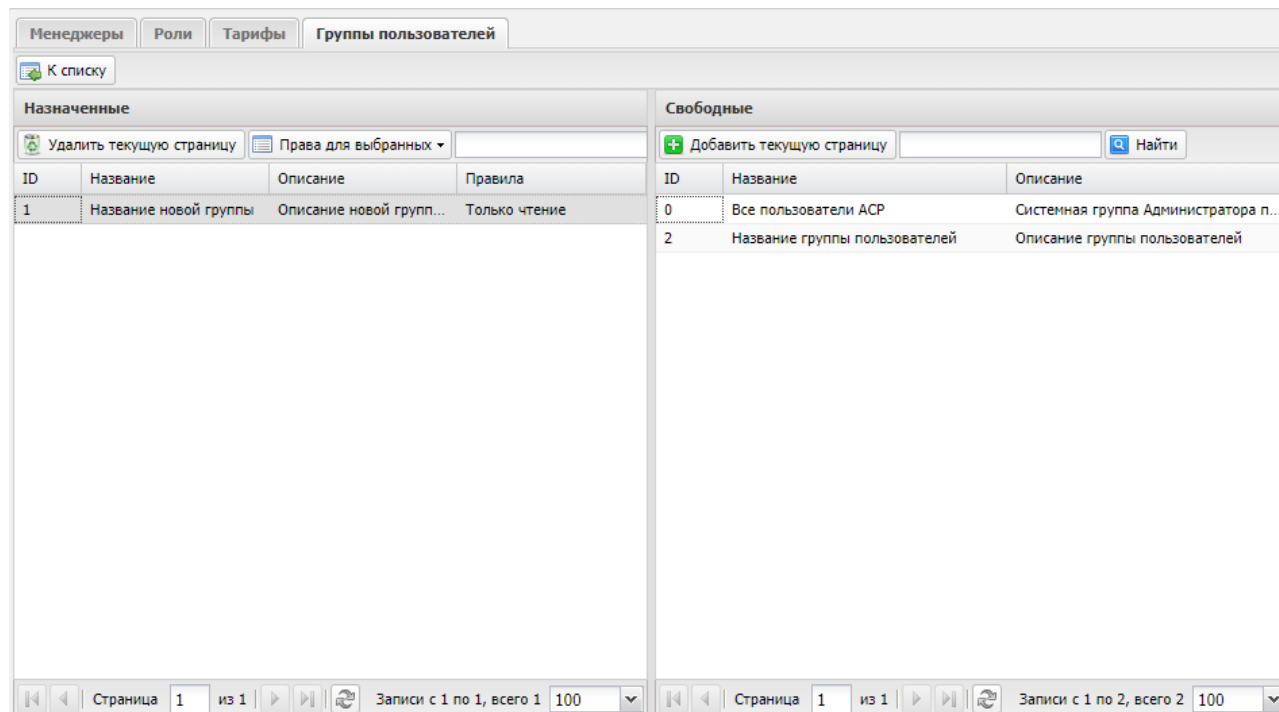 Менеджеры Роли Тарифы Группы пользователей
К списку
Назначенные
Удалить текущую страницу Права для выбранных
ID Название Описание Правила
1 Название новой группы Описание новой групп... Только чтение
Страница 1 из 1 Записи с 1 по 1, всего 1 100
Свободные
Добавить текущую страницу Найти
ID Название Описание
0 Все пользователи АСР Системная группа Администратора п...
2 Название группы пользователей Описание группы пользователей
Страница 1 из 1 Записи с 1 по 2, всего 2 100